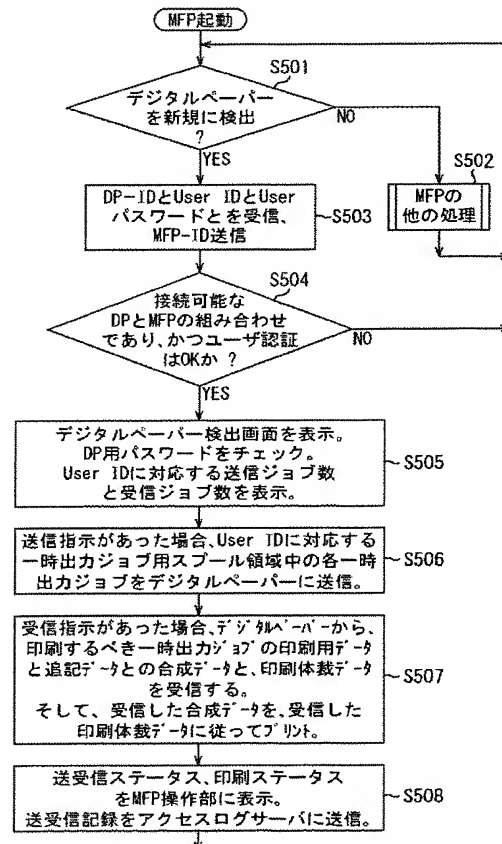 MFP起動
S501
デジタルペーパー
を新規に検出
?
NO
YES
S502
MFPの
他の処理
DP-IDとUser IDとUser
パスワードとを受信、
MFP-ID送信
S503
S504
接続可能な
DPとMFPの組み合わせ
であり、かつユーザ認証
はOKか ?
NO
YES
デジタルペーパー検出画面を表示。
DP用パスワードをチェック。
User IDに対応する送信ジョブ数
と受信ジョブ数を表示。
S505
送信指示があった場合、User IDに対応する
一時出力ジョブ用スプール領域中の各一時
出力ジョブをデジタルペーパーに送信。
S506
受信指示があった場合、デジタルペーパーから、
印刷するべき一時出力ジョブの印刷用データ
と追記データとの合成データと、印刷体裁データ
を受信する。
そして、受信した合成データを、受信した
印刷体裁データに従ってプリント。
S507
送受信ステータス、印刷ステータス
をMFP操作部に表示。
送受信記録をアクセスログサーバに送信。
S508